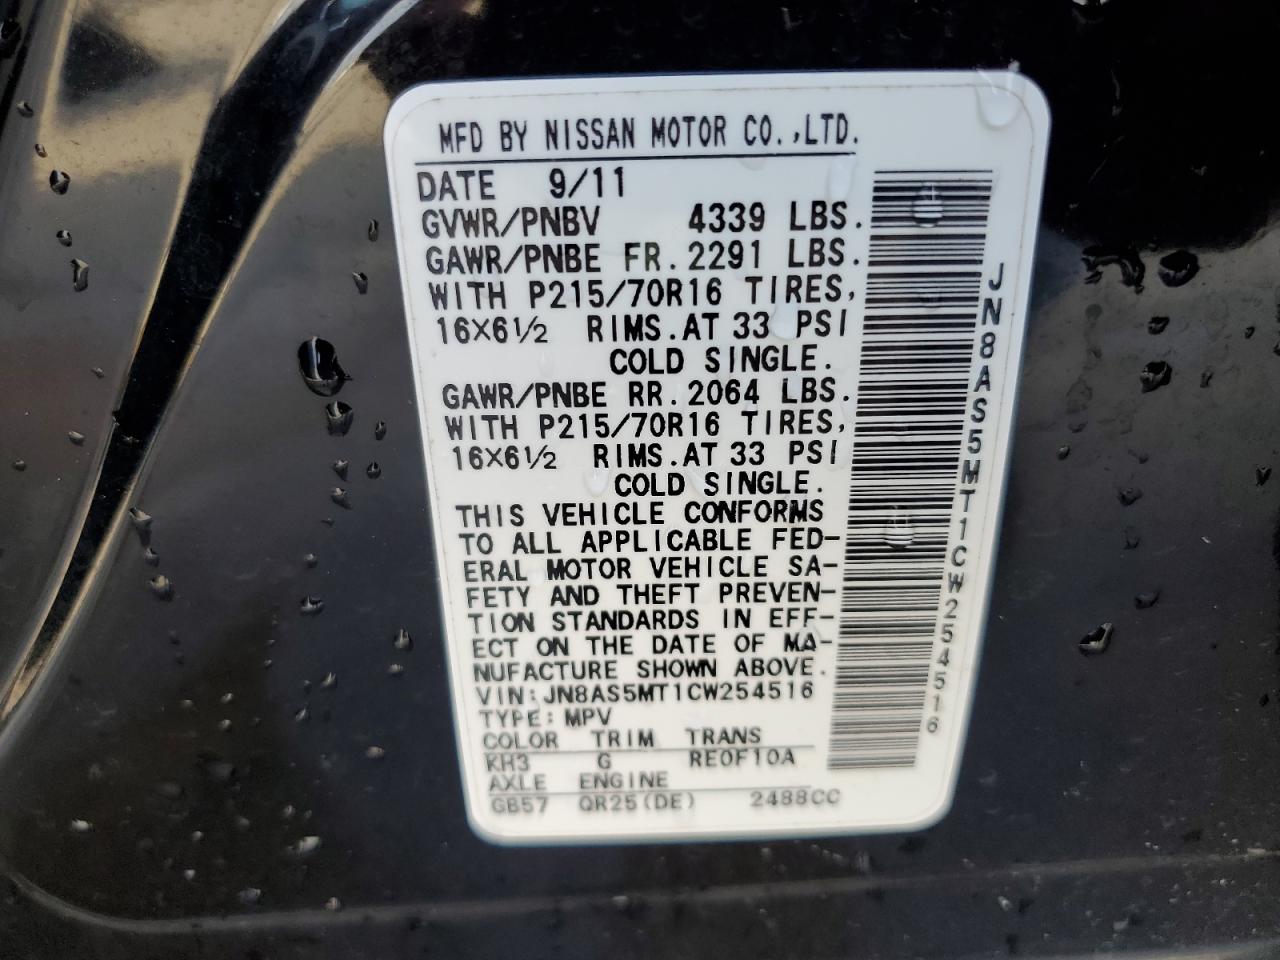 MFD BY NISSAN MOTOR CO.,LTD.
DATE 9/11
GVWR/PNBV 4339 LBS.
GAWR/PNBE FR.2291 LBS.
WITH P215/70R16 TIRES,
16×6½ RIMS.AT 33 PSI
COLD SINGLE.
GAWR/PNBE RR.2064 LBS.
WITH P215/70R16 TIRES,
16×6½ RIMS.AT 33 PSI
COLD SINGLE.
THIS VEHICLE CONFORMS
TO ALL APPLICABLE FED-
ERAL MOTOR VEHICLE SA-
FETY AND THEFT PREVEN-
TION STANDARDS IN EFF-
ECT ON THE DATE OF MA-
NUFACTURE SHOWN ABOVE.
VIN:JN8AS5MT1CW254516
TYPE:MPV
COLOR TRIM TRANS
KH3 G RE0F10A
AXLE ENGINE
GB57 QR25(DE) 2488CC
JN8AS5MT1CW254516